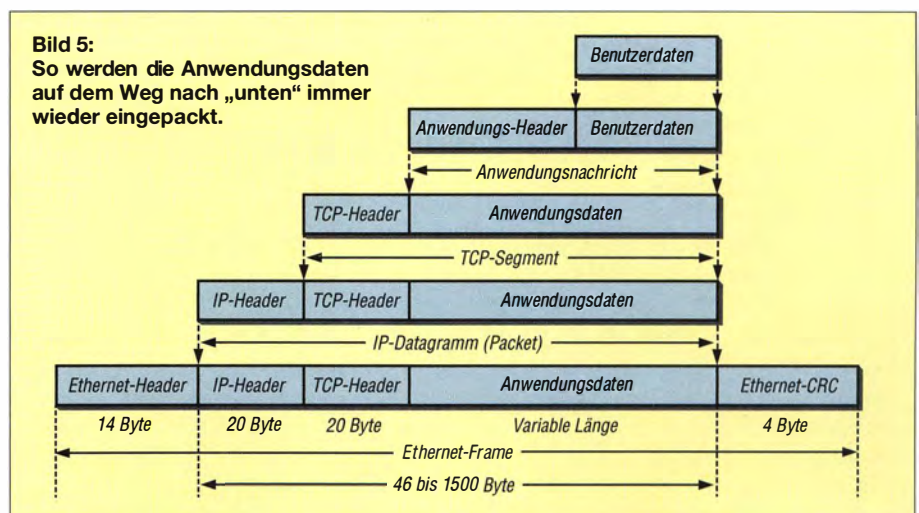 Bild 5:
So werden die Anwendungsdaten
auf dem Weg nach „unten“ immer
wieder eingepackt.
Benutzerdaten
Anwendungs-Header Benutzerdaten
Anwendungsnachricht
TCP-Header Anwendungsdaten
TCP-Segment
IP-Header TCP-Header Anwendungsdaten
IP-Datagramm (Packet)
Ethernet-Header IP-Header TCP-Header Anwendungsdaten Ethernet-CRC
14 Byte 20 Byte 20 Byte Variable Länge 4 Byte
Ethernet-Frame
46 bis 1500 Byte